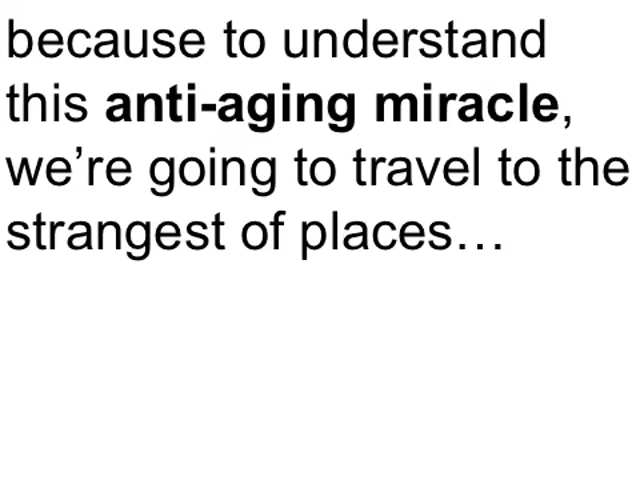 because to understand
this anti-aging miracle,
we’re going to travel to the
strangest of places…